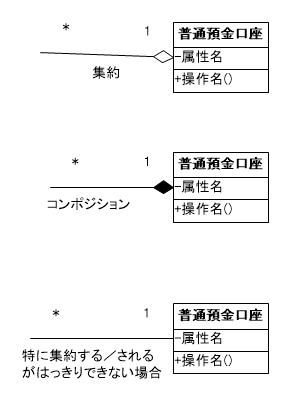 * 1 普通預金口座
-属性名
集約
+操作名()
* 1 普通預金口座
-属性名
コンポジション
+操作名()
* 1 普通預金口座
-属性名
特に集約する／される
+操作名()
がはっきりできない場合